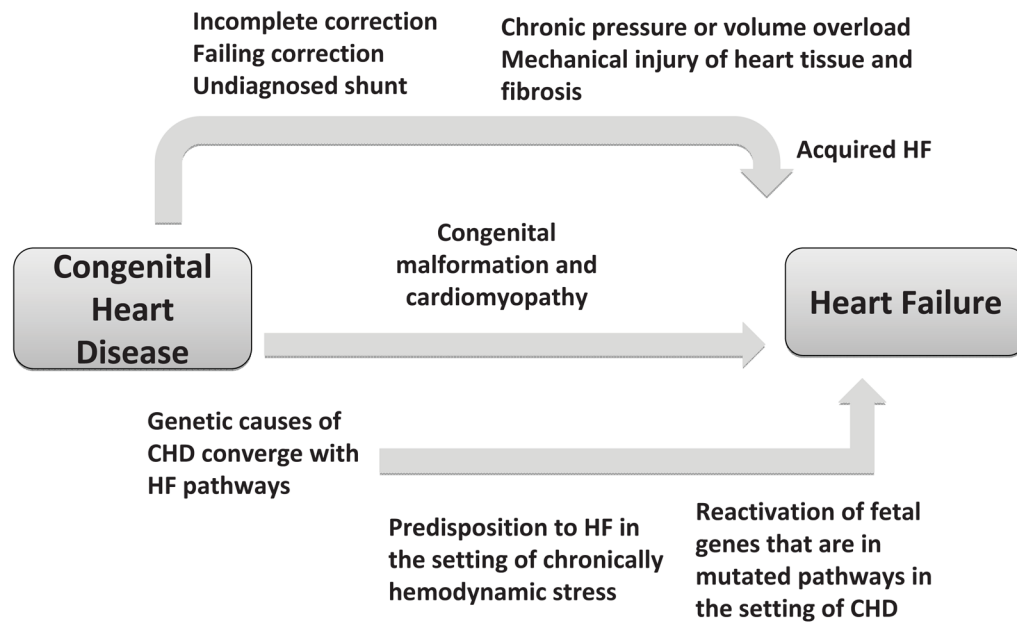 Incomplete correction
Failing correction
Undiagnosed shunt
Chronic pressure or volume overload
Mechanical injury of heart tissue and
fibrosis
Acquired HF
Congenital
Heart
Disease
Congenital
malformation and
cardiomyopathy
Heart Failure
Genetic causes of
CHD converge with
HF pathways
Predisposition to HF in
the setting of chronically
hemodynamic stress
Reactivation of fetal
genes that are in
mutated pathways in
the setting of CHD